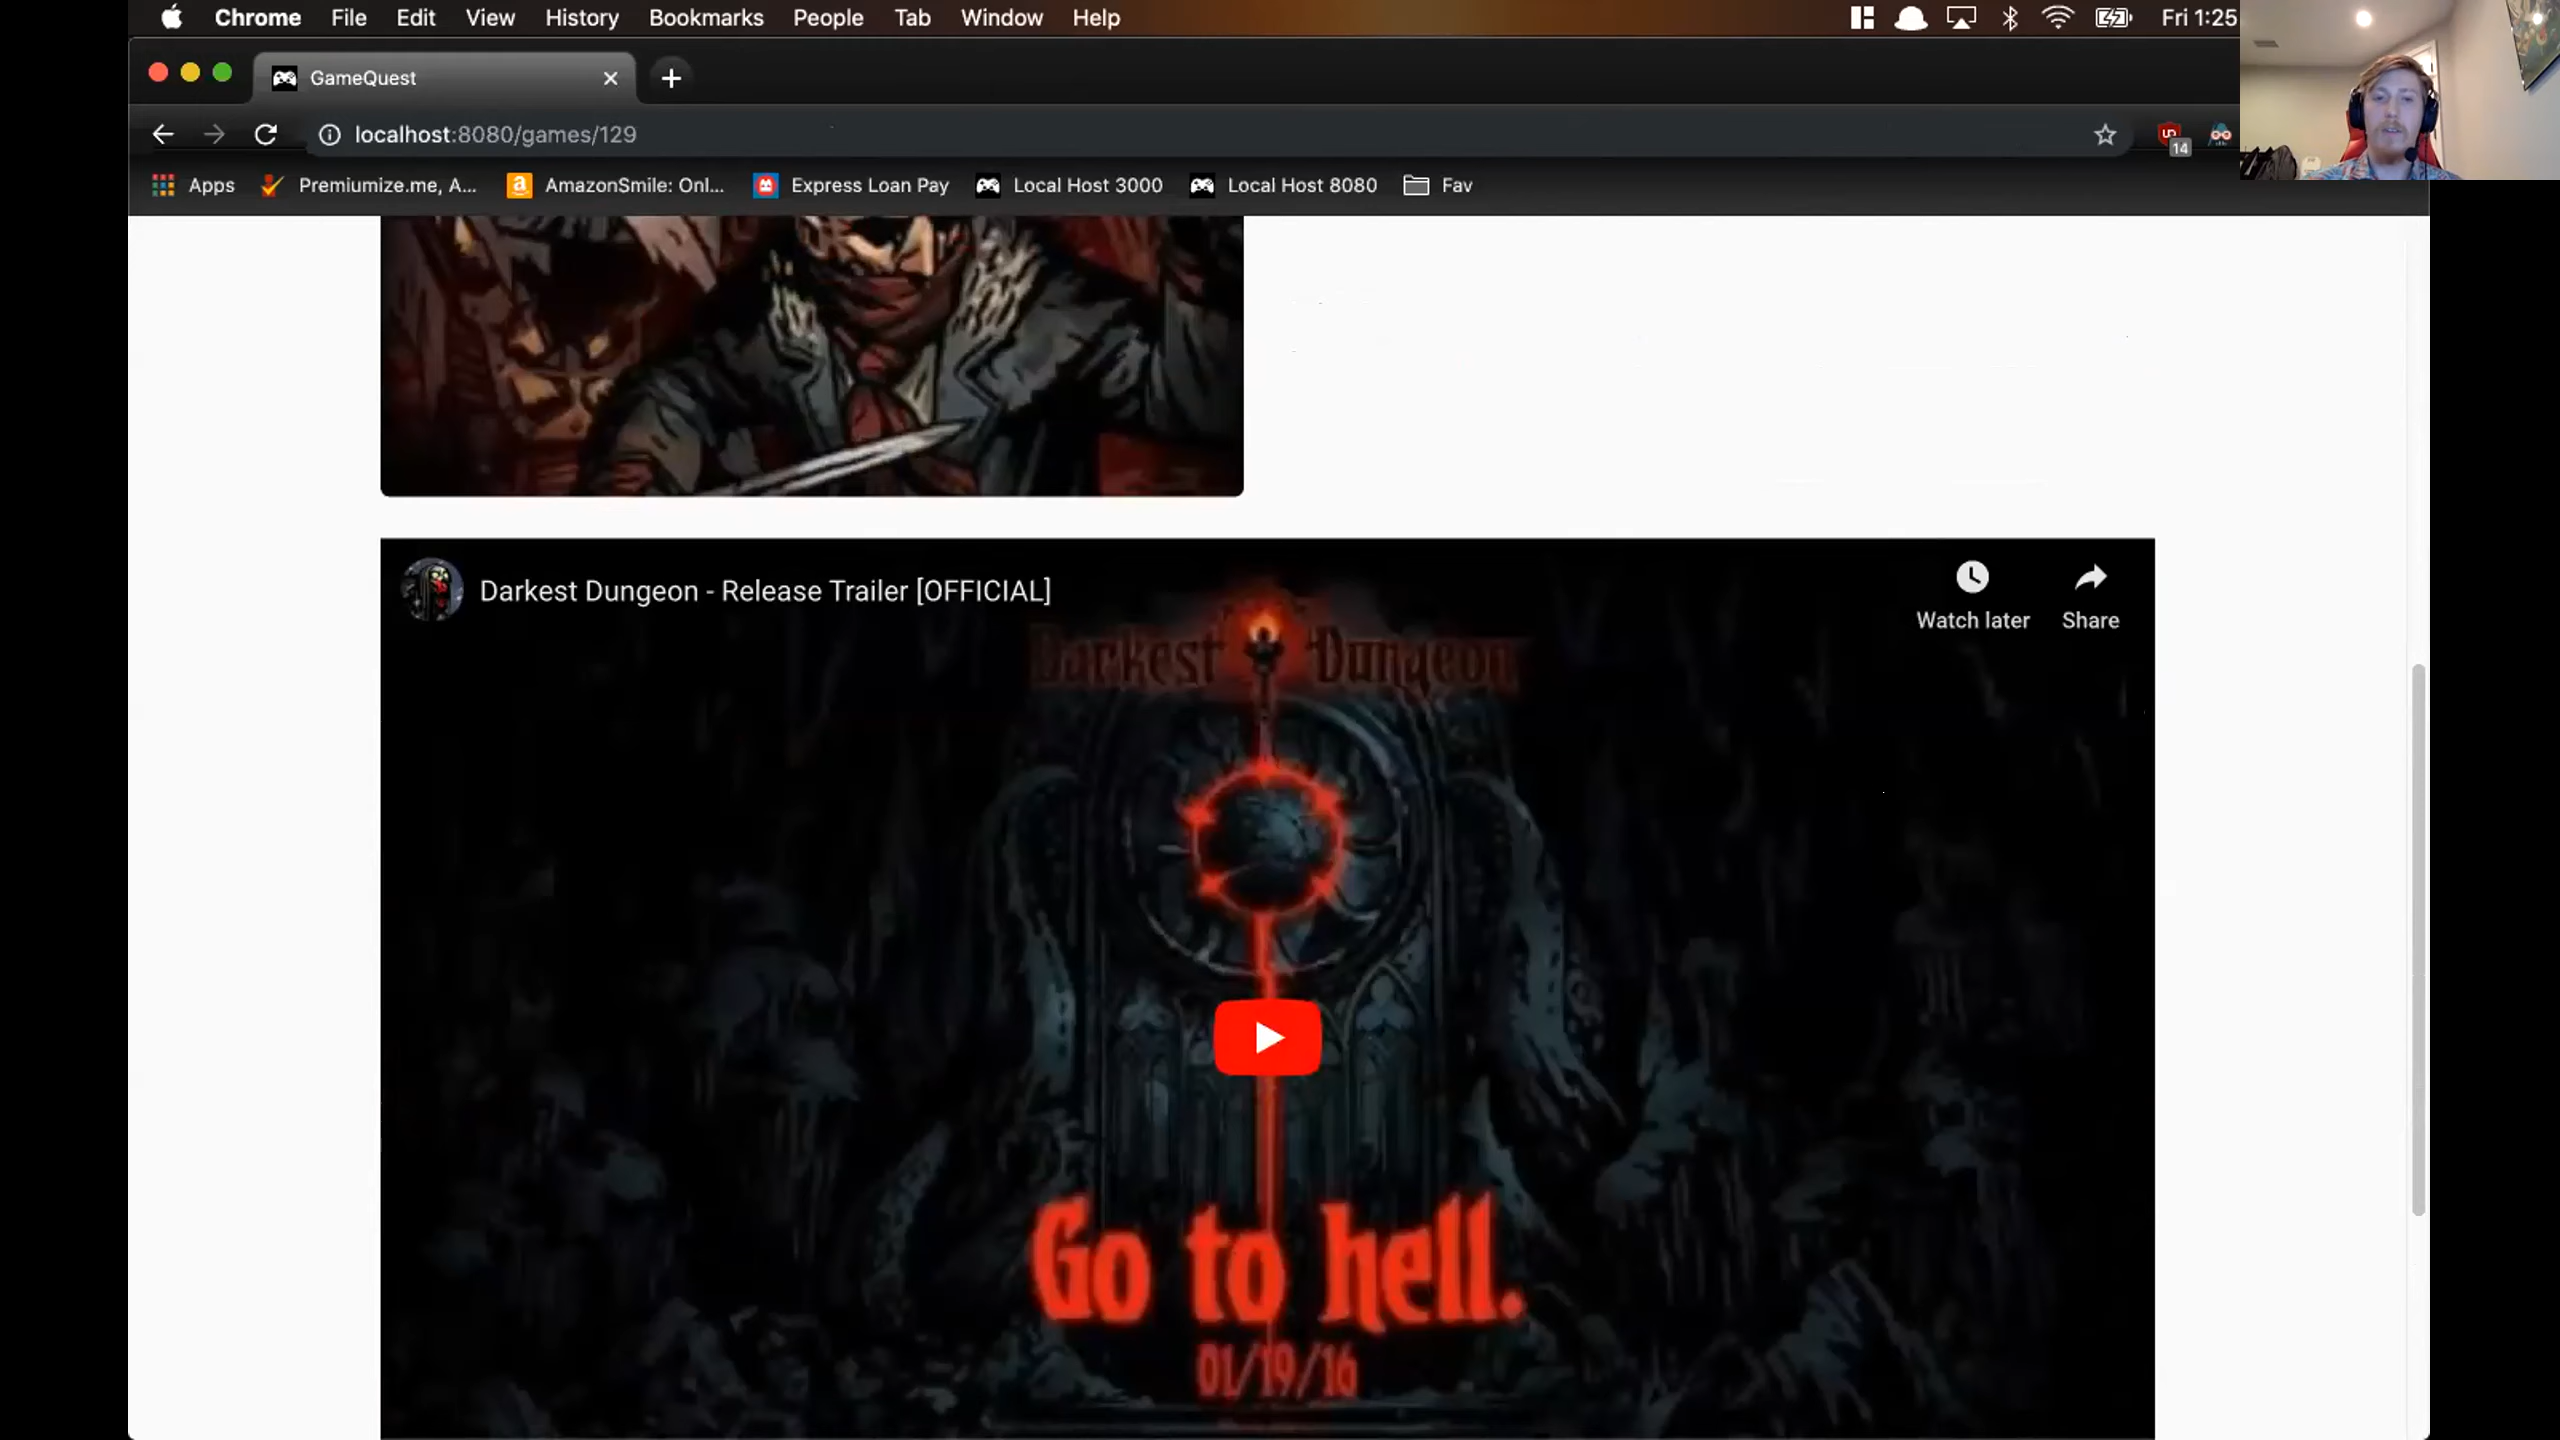 Chrome File Edit View History Bookmarks People Tab Window Help Fri 1:25
GameQuest
localhost:8080/games/129
14
Apps Premiumize.me, A... AmazonSmile: Onl... Express Loan Pay Local Host 3000 Local Host 8080 Fav
Darkest Dungeon - Release Trailer [OFFICIAL]
Watch later Share
Darkest Dungeon
Go to hell.
01/19/16